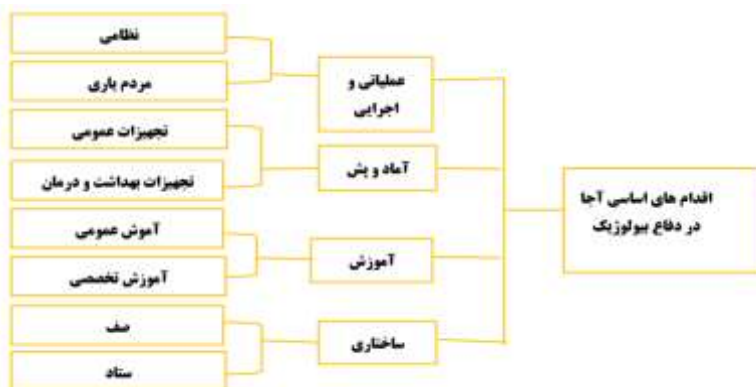 اقدام های اساسی آجا
در دفاع بیولوژیک
عملیاتی و
اجرایی
نظامی
مردم یاری
آماد و پش
تجهیزات عمومی
تجهیزات بهداشت و درمان
آموزش
آموش عمومی
آموزش تخصصی
ساختاری
صف
ستاد